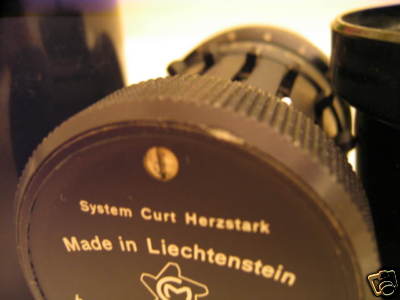 System Curt Herzstark
Made in Liechtenstein